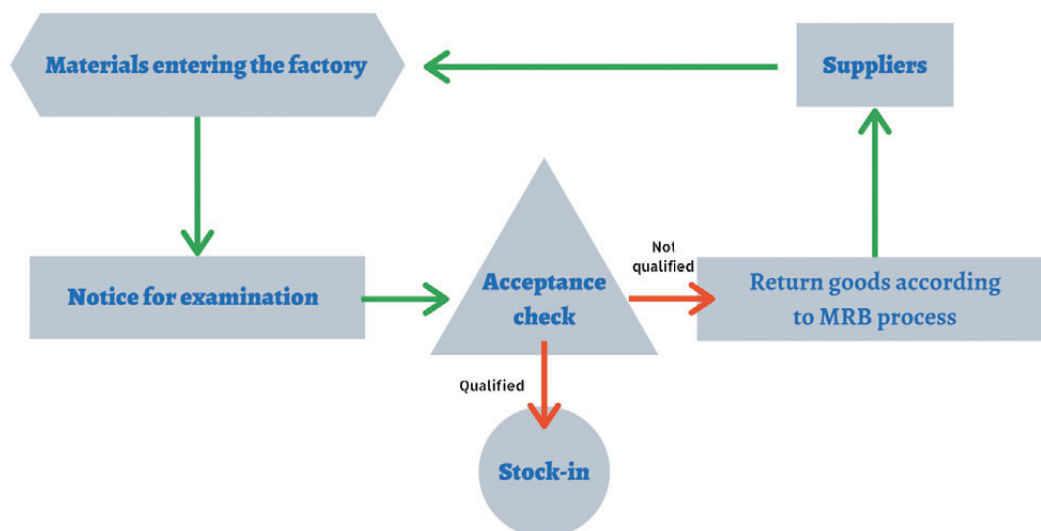 Materials entering the factory
Suppliers
Notice for examination
Acceptance
check
Not
qualified
Return goods according
to MRB process
Qualified
Stock-in